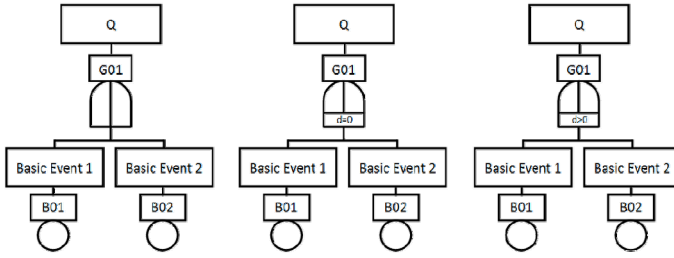 Q
G01
Basic Event 1
Basic Event 2
B01
B02
Q
G01
d=0
Basic Event 1
Basic Event 2
B01
B02
Q
G01
d>0
Basic Event 1
Basic Event 2
B01
B02